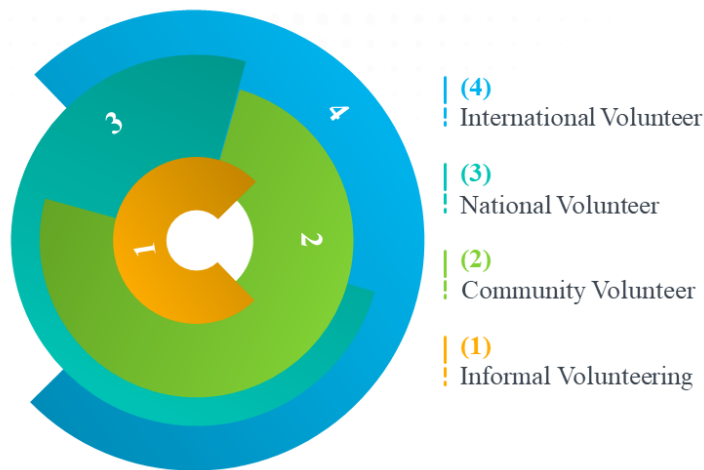 3
4
2
1
(4)
International Volunteer
(3)
National Volunteer
(2)
Community Volunteer
(1)
Informal Volunteering